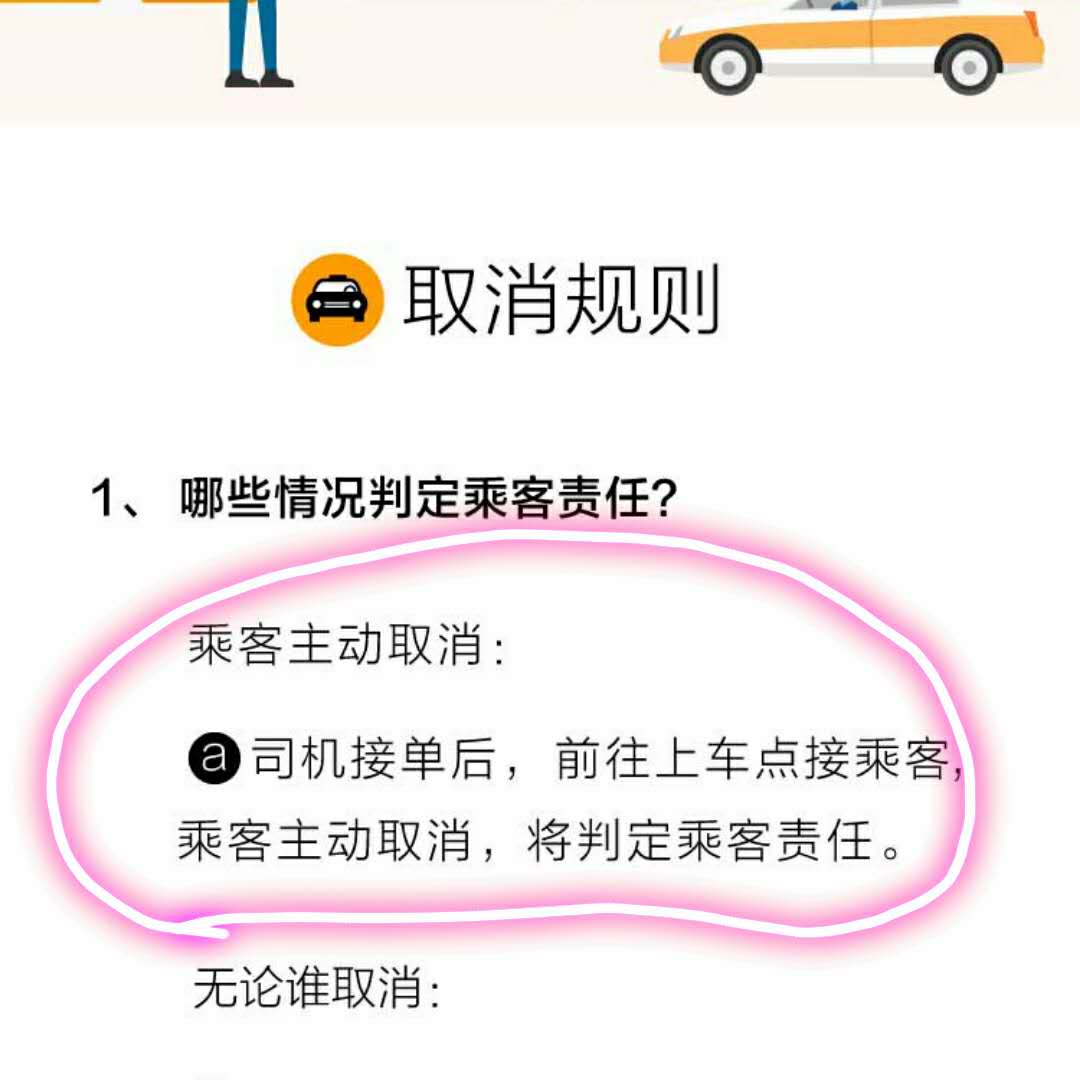 取消规则
1、哪些情况判定乘客责任？
乘客主动取消：
a司机接单后，前往上车点接乘客，
乘客主动取消，将判定乘客责任。
无论谁取消：